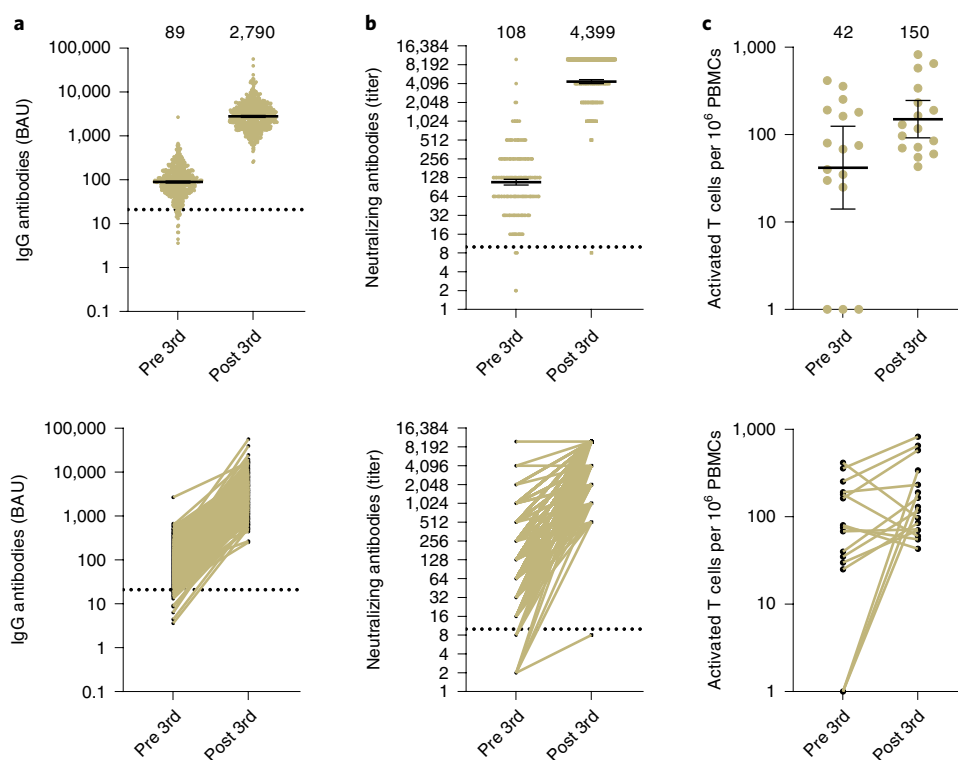 a
89 2,790
IgG antibodies (BAU)
100,000
10,000
1,000
100
10
1
0.1
Pre 3rd
Post 3rd
b
108 4,399
Neutralizing antibodies (titer)
16,384
8,192
4,096
2,048
1,024
512
256
128
64
32
16
8
4
2
1
Pre 3rd
Post 3rd
c
42 150
Activated T cells per 10⁶ PBMCs
1,000
100
10
1
Pre 3rd
Post 3rd
IgG antibodies (BAU)
100,000
10,000
1,000
100
10
1
0.1
Pre 3rd
Post 3rd
Neutralizing antibodies (titer)
16,384
8,192
4,096
2,048
1,024
512
256
128
64
32
16
8
4
2
1
Pre 3rd
Post 3rd
Activated T cells per 10⁶ PBMCs
1,000
100
10
1
Pre 3rd
Post 3rd